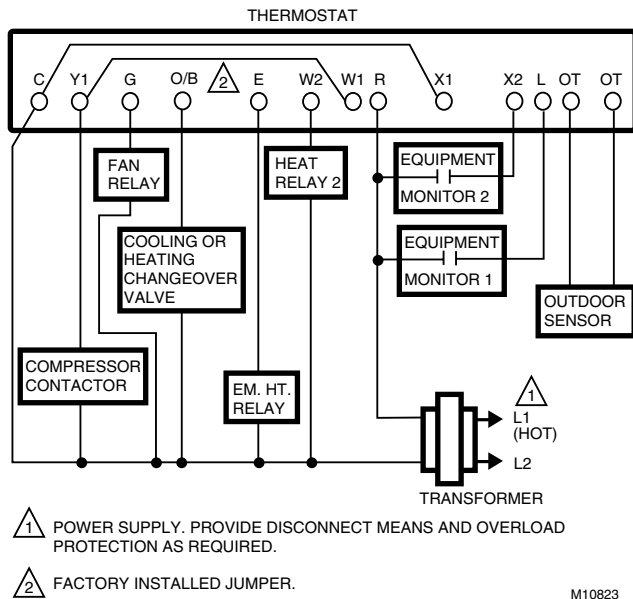 THERMOSTAT
C Y1 G O/B 2 E W2 W1 R X1 X2 L OT OT
FAN
RELAY
HEAT
RELAY 2
EQUIPMENT
MONITOR 2
COOLING OR
HEATING
CHANGEOVER
VALVE
EQUIPMENT
MONITOR 1
OUTDOOR
SENSOR
COMPRESSOR
CONTACTOR
EM. HT.
RELAY
1
L1
(HOT)
L2
TRANSFORMER
1 POWER SUPPLY. PROVIDE DISCONNECT MEANS AND OVERLOAD
PROTECTION AS REQUIRED.
2 FACTORY INSTALLED JUMPER.
M10823